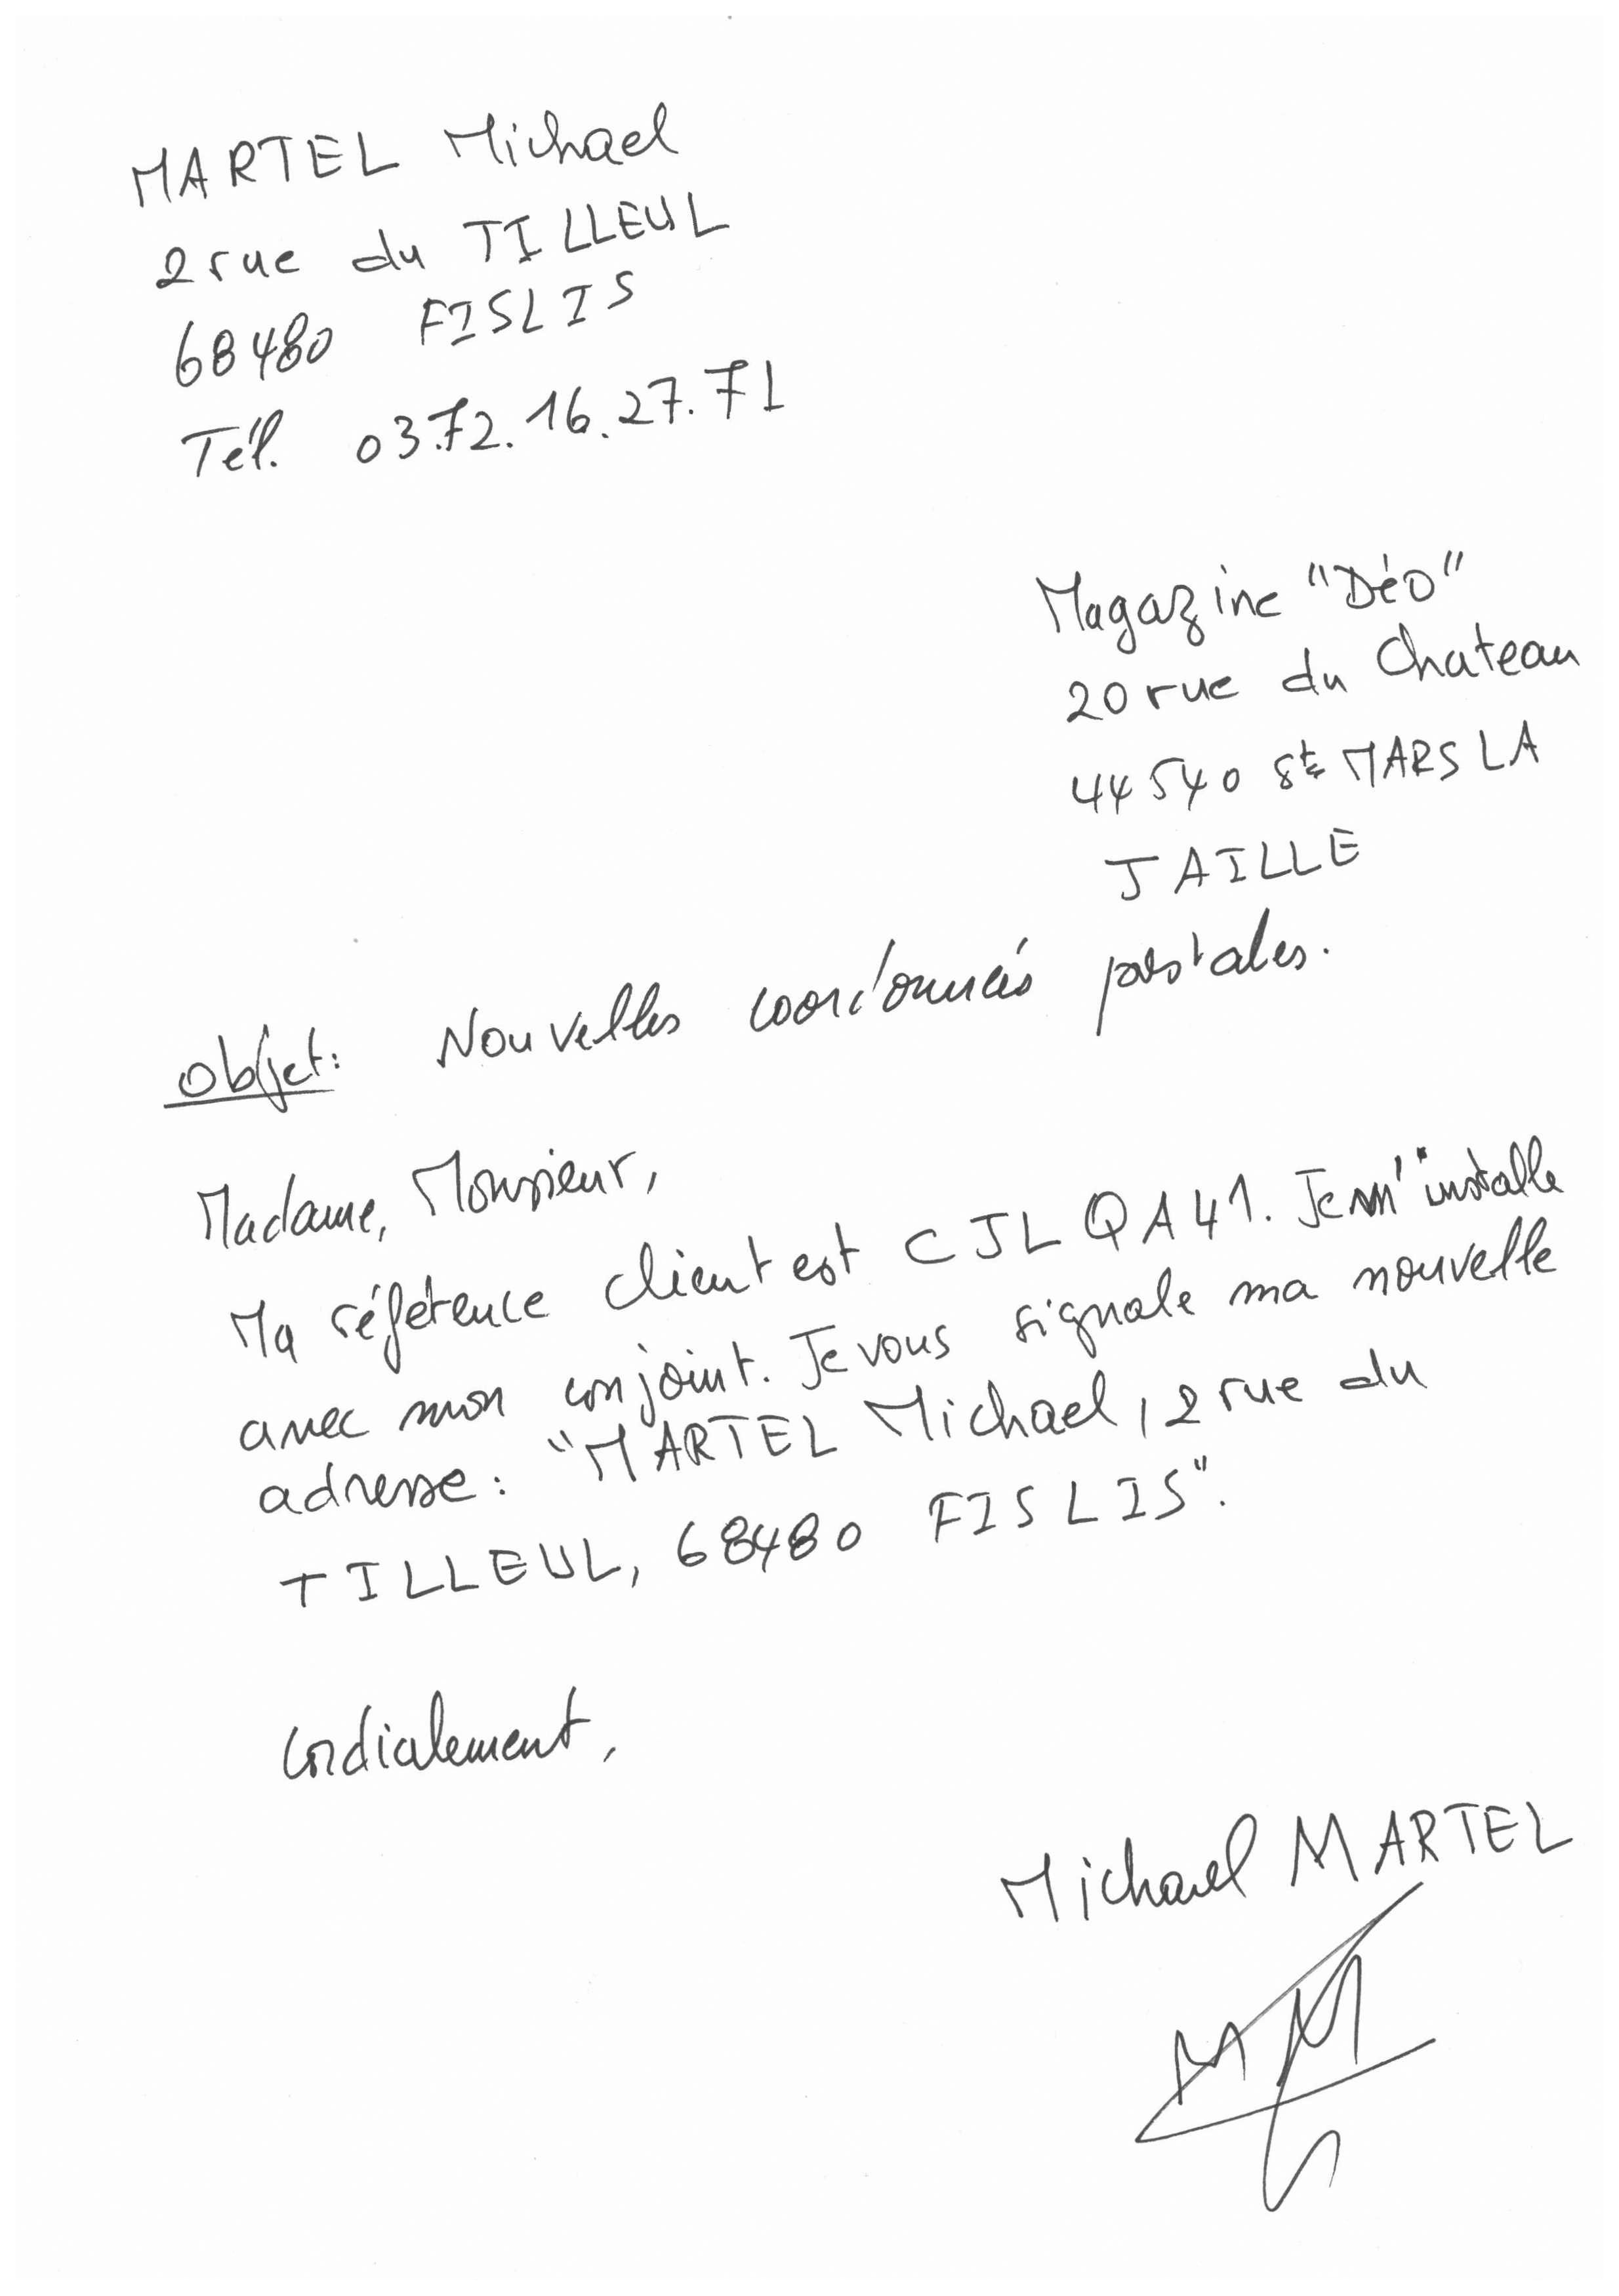 MARTEL Michael
2 rue du TILLEUL
68480 FISLIS
Tél. 03.72.16.27.71
Magazine "Déo"
20 rue du Chateau
44540 St MARS LA
JAILLE
Objet: Nouvelles coordonnées postales.
Madame, Monsieur,
Ma référence client est CJLQA41. Je m'installe
avec mon conjoint. Je vous signale ma nouvelle
adresse: "MARTEL Michael, 2 rue du
TILLEUL, 68480 FISLIS".
Cordialement,
Michael MARTEL
MM